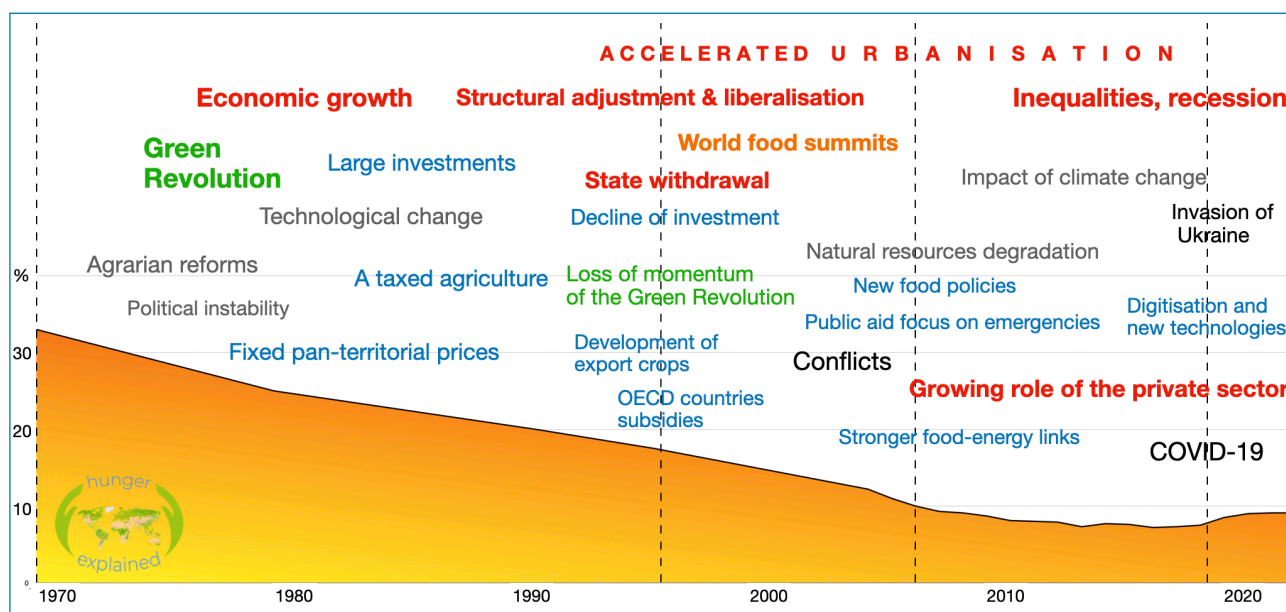 ACCELERATED URBANISATION
Economic growth
Structural adjustment & liberalisation
Inequalities, recession
Green
Revolution
Large investments
World food summits
State withdrawal
Impact of climate change
Technological change
Decline of investment
Invasion of
Ukraine
Natural resources degradation
Agrarian reforms
%
A taxed agriculture
Loss of momentum
of the Green Revolution
New food policies
Political instability
Digitisation and
new technologies
Public aid focus on emergencies
Fixed pan-territorial prices
Development of
export crops
30
Conflicts
Growing role of the private sector
OECD countries
subsidies
20
Stronger food-energy links
COVID-19
10
hunger
explained
0
1970
1980
1990
2000
2010
2020